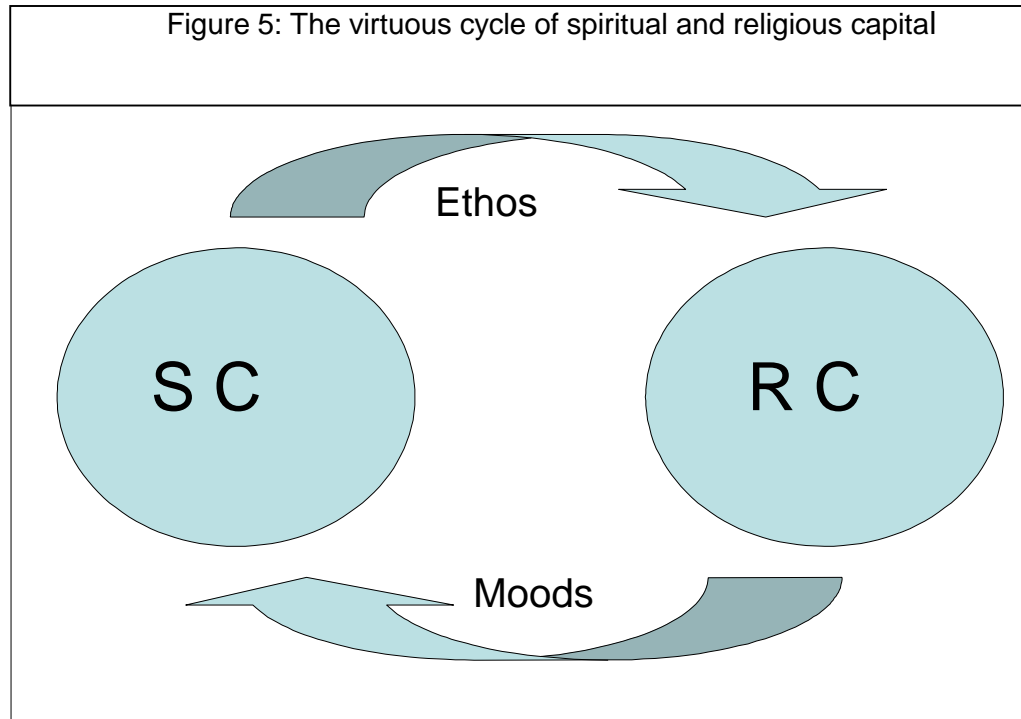 Figure 5: The virtuous cycle of spiritual and religious capital
Ethos
S C
R C
Moods